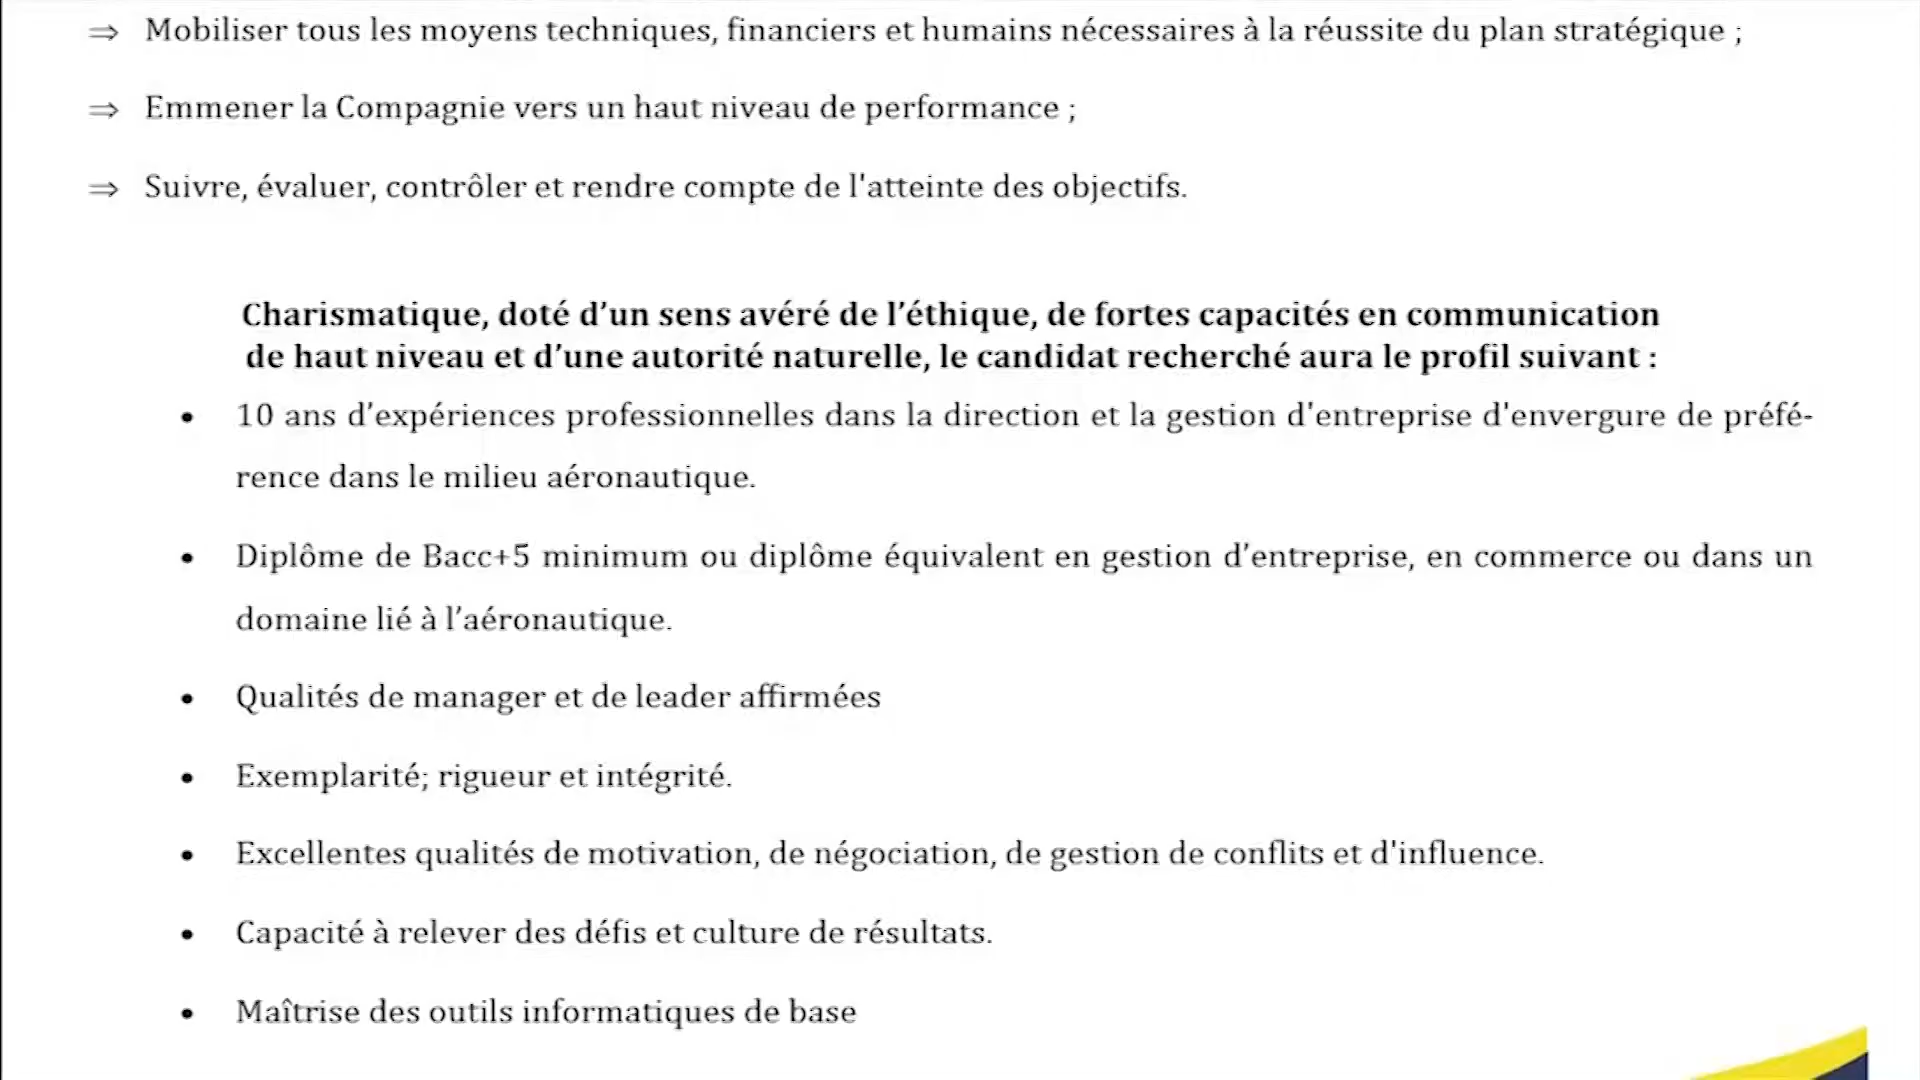 ⇒ Mobiliser tous les moyens techniques, financiers et humains nécessaires à la réussite du plan stratégique ;
⇒ Emmener la Compagnie vers un haut niveau de performance ;
⇒ Suivre, évaluer, contrôler et rendre compte de l'atteinte des objectifs.
Charismatique, doté d’un sens avéré de l’éthique, de fortes capacités en communication
de haut niveau et d’une autorité naturelle, le candidat recherché aura le profil suivant :
• 10 ans d’expériences professionnelles dans la direction et la gestion d'entreprise d'envergure de préfé-
rence dans le milieu aéronautique.
• Diplôme de Bacc+5 minimum ou diplôme équivalent en gestion d’entreprise, en commerce ou dans un
domaine lié à l’aéronautique.
• Qualités de manager et de leader affirmées
• Exemplarité; rigueur et intégrité.
• Excellentes qualités de motivation, de négociation, de gestion de conflits et d'influence.
• Capacité à relever des défis et culture de résultats.
• Maîtrise des outils informatiques de base